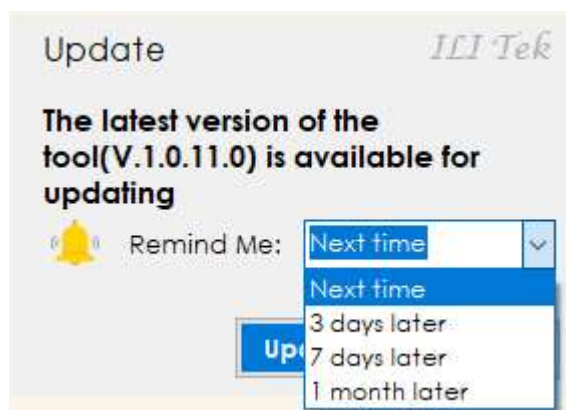 Update
ILI Tek
The latest version of the
tool(V.1.0.11.0) is available for
updating
Remind Me: Next time
Next time
3 days later
7 days later
1 month later